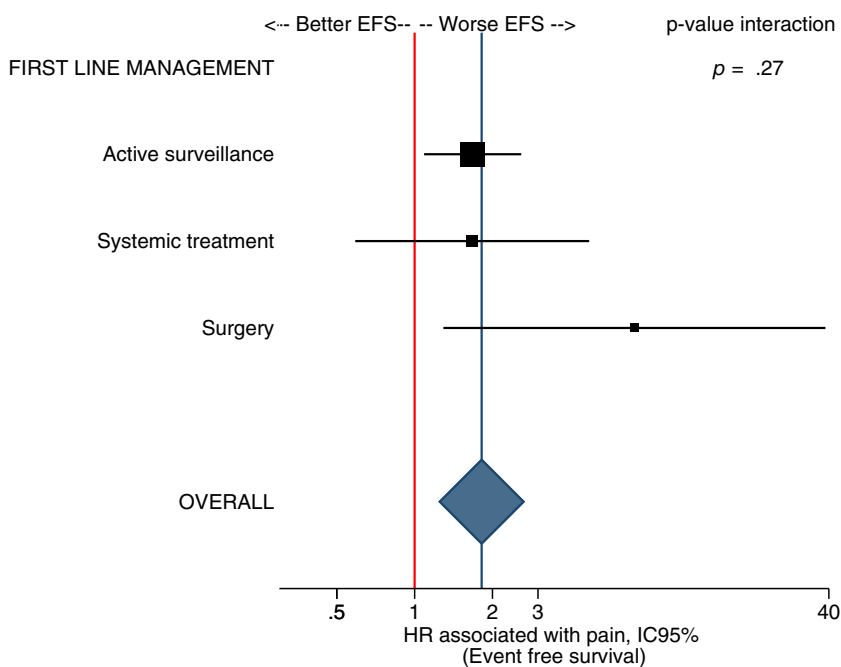 <--- Better EFS-- -- Worse EFS --> p-value interaction
FIRST LINE MANAGEMENT p = .27
Active surveillance
Systemic treatment
Surgery
OVERALL
.5 1 2 3 40
HR associated with pain, IC95%
(Event free survival)